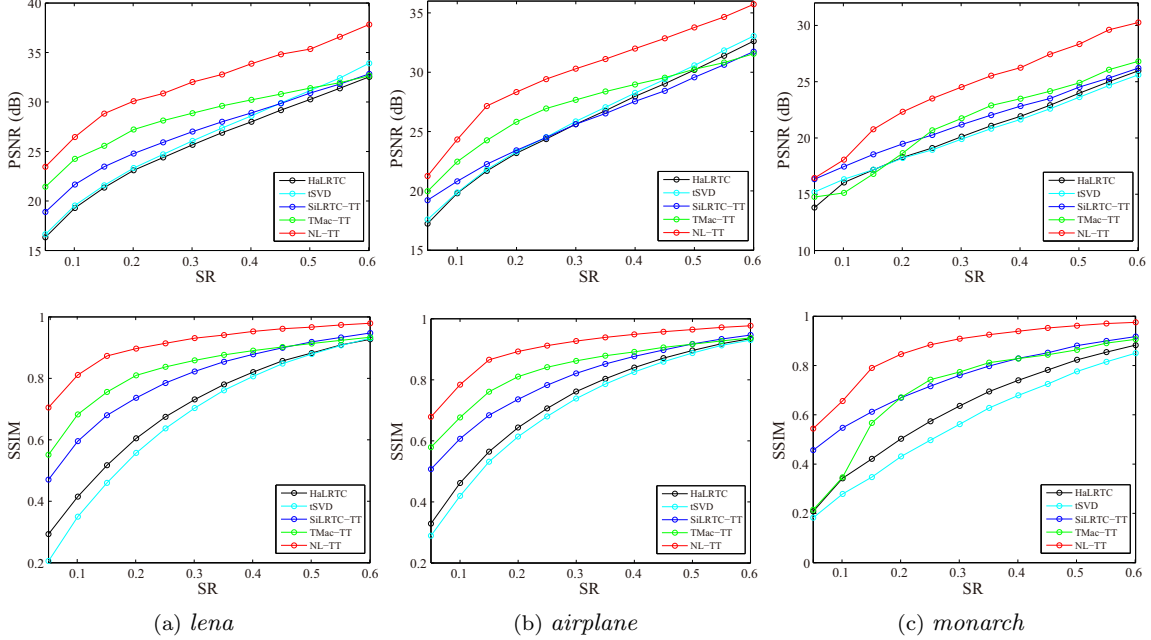 40
35
30
25
20
15
PSNR (dB)
0.1 0.2 0.3 0.4 0.5 0.6
SR
HaLRTC
tSVD
SiLRTC−TT
TMac−TT
NL−TT
35
30
25
20
15
PSNR (dB)
0.1 0.2 0.3 0.4 0.5 0.6
SR
HaLRTC
tSVD
SiLRTC−TT
TMac−TT
NL−TT
30
25
20
15
10
PSNR (dB)
0.1 0.2 0.3 0.4 0.5 0.6
SR
HaLRTC
tSVD
SiLRTC−TT
TMac−TT
NL−TT
1
0.8
0.6
0.4
0.2
SSIM
0.1 0.2 0.3 0.4 0.5 0.6
SR
HaLRTC
tSVD
SiLRTC−TT
TMac−TT
NL−TT
1
0.8
0.6
0.4
0.2
SSIM
0.1 0.2 0.3 0.4 0.5 0.6
SR
HaLRTC
tSVD
SiLRTC−TT
TMac−TT
NL−TT
1
0.8
0.6
0.4
0.2
0
SSIM
0.1 0.2 0.3 0.4 0.5 0.6
SR
HaLRTC
tSVD
SiLRTC−TT
TMac−TT
NL−TT
(a) lena
(b) airplane
(c) monarch